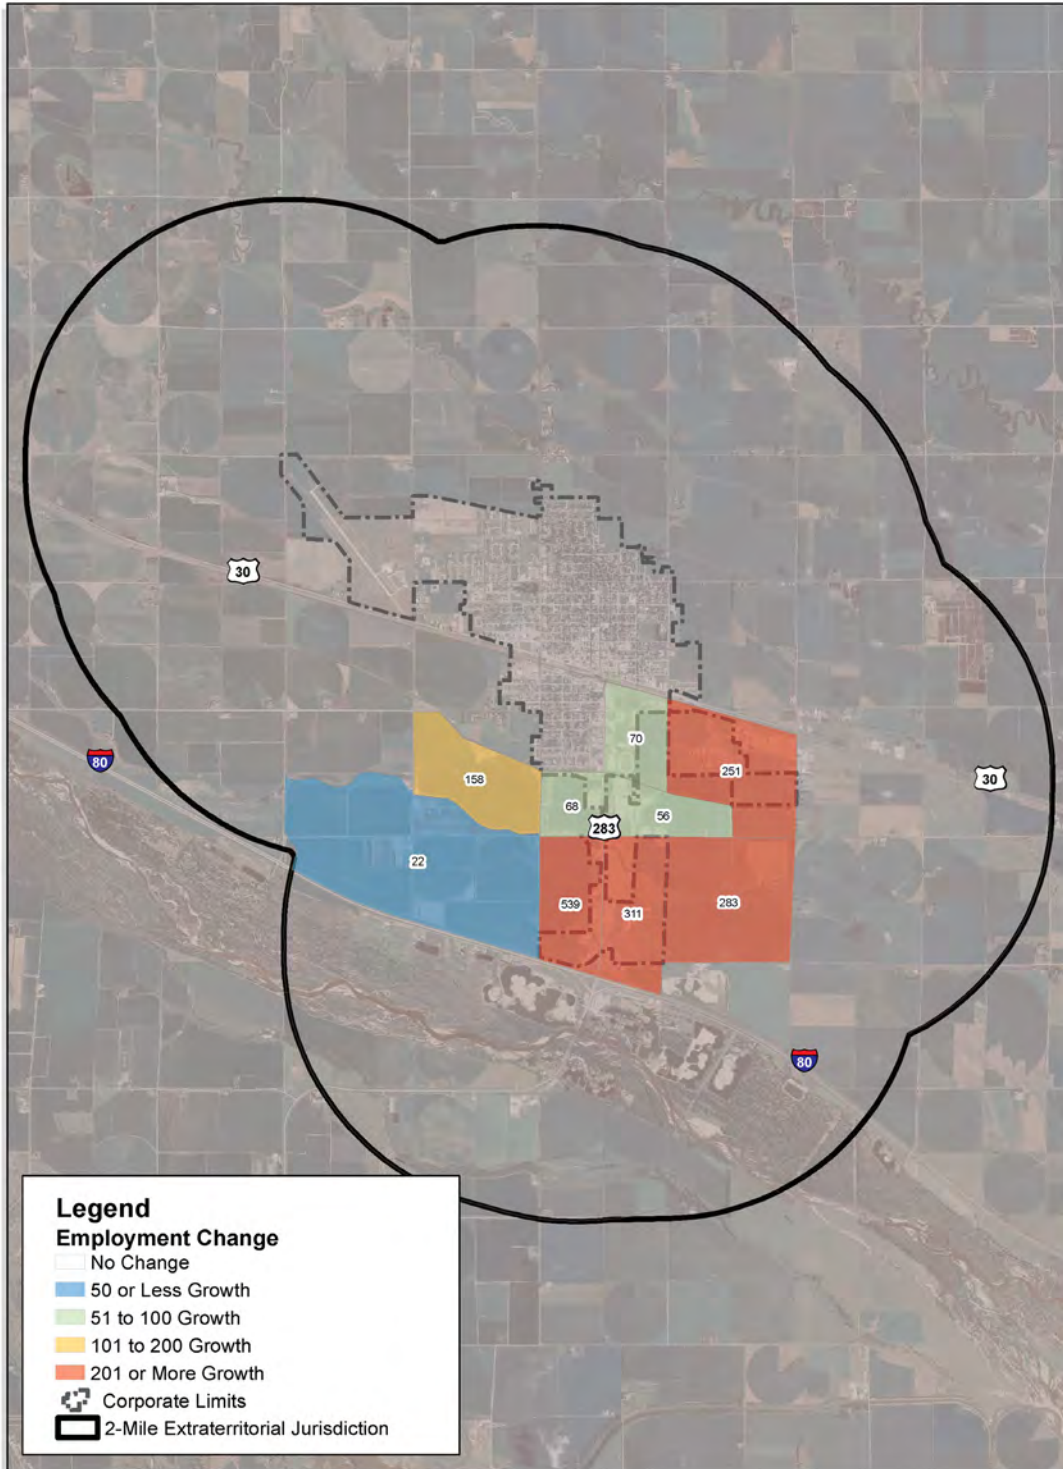 30
80
70
251
30
158
68
56
283
22
539
311
283
80
Legend
Employment Change
No Change
50 or Less Growth
51 to 100 Growth
101 to 200 Growth
201 or More Growth
Corporate Limits
2-Mile Extraterritorial Jurisdiction